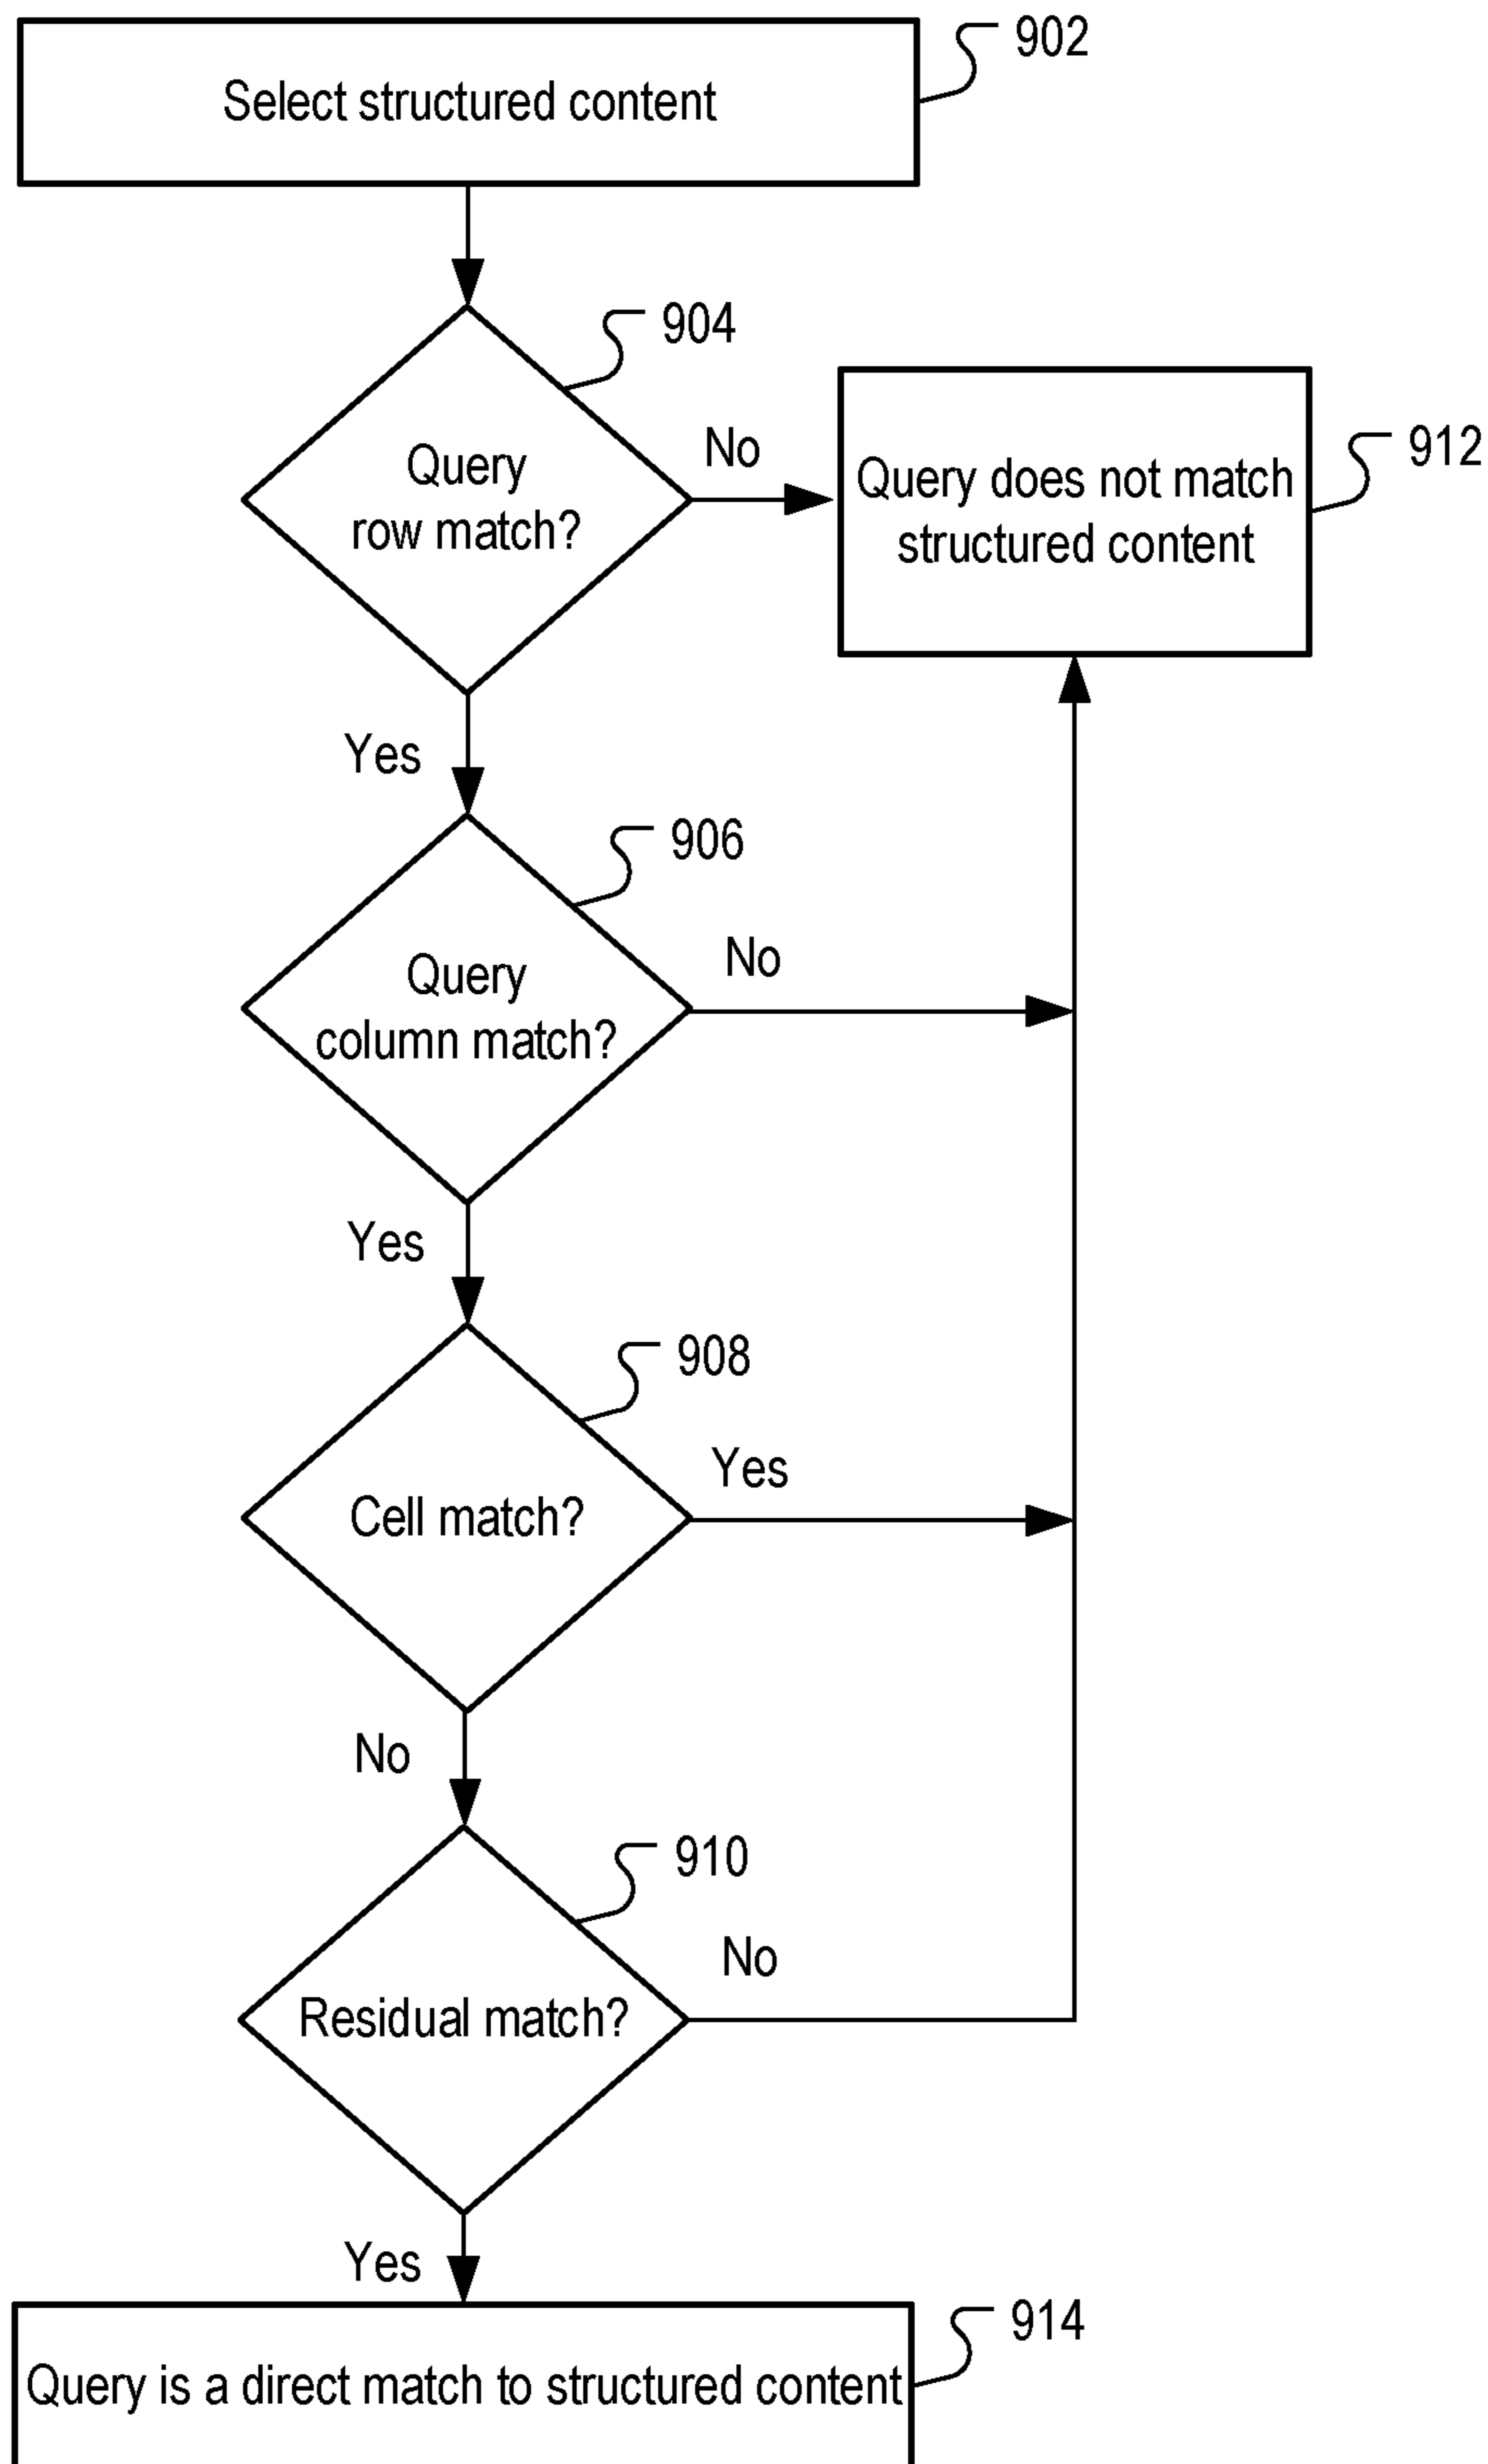 Select structured content
902
904
Query
row match?
No
Query does not match
structured content
912
Yes
906
Query
column match?
No
Yes
908
Cell match?
Yes
No
910
Residual match?
No
Yes
Query is a direct match to structured content
914